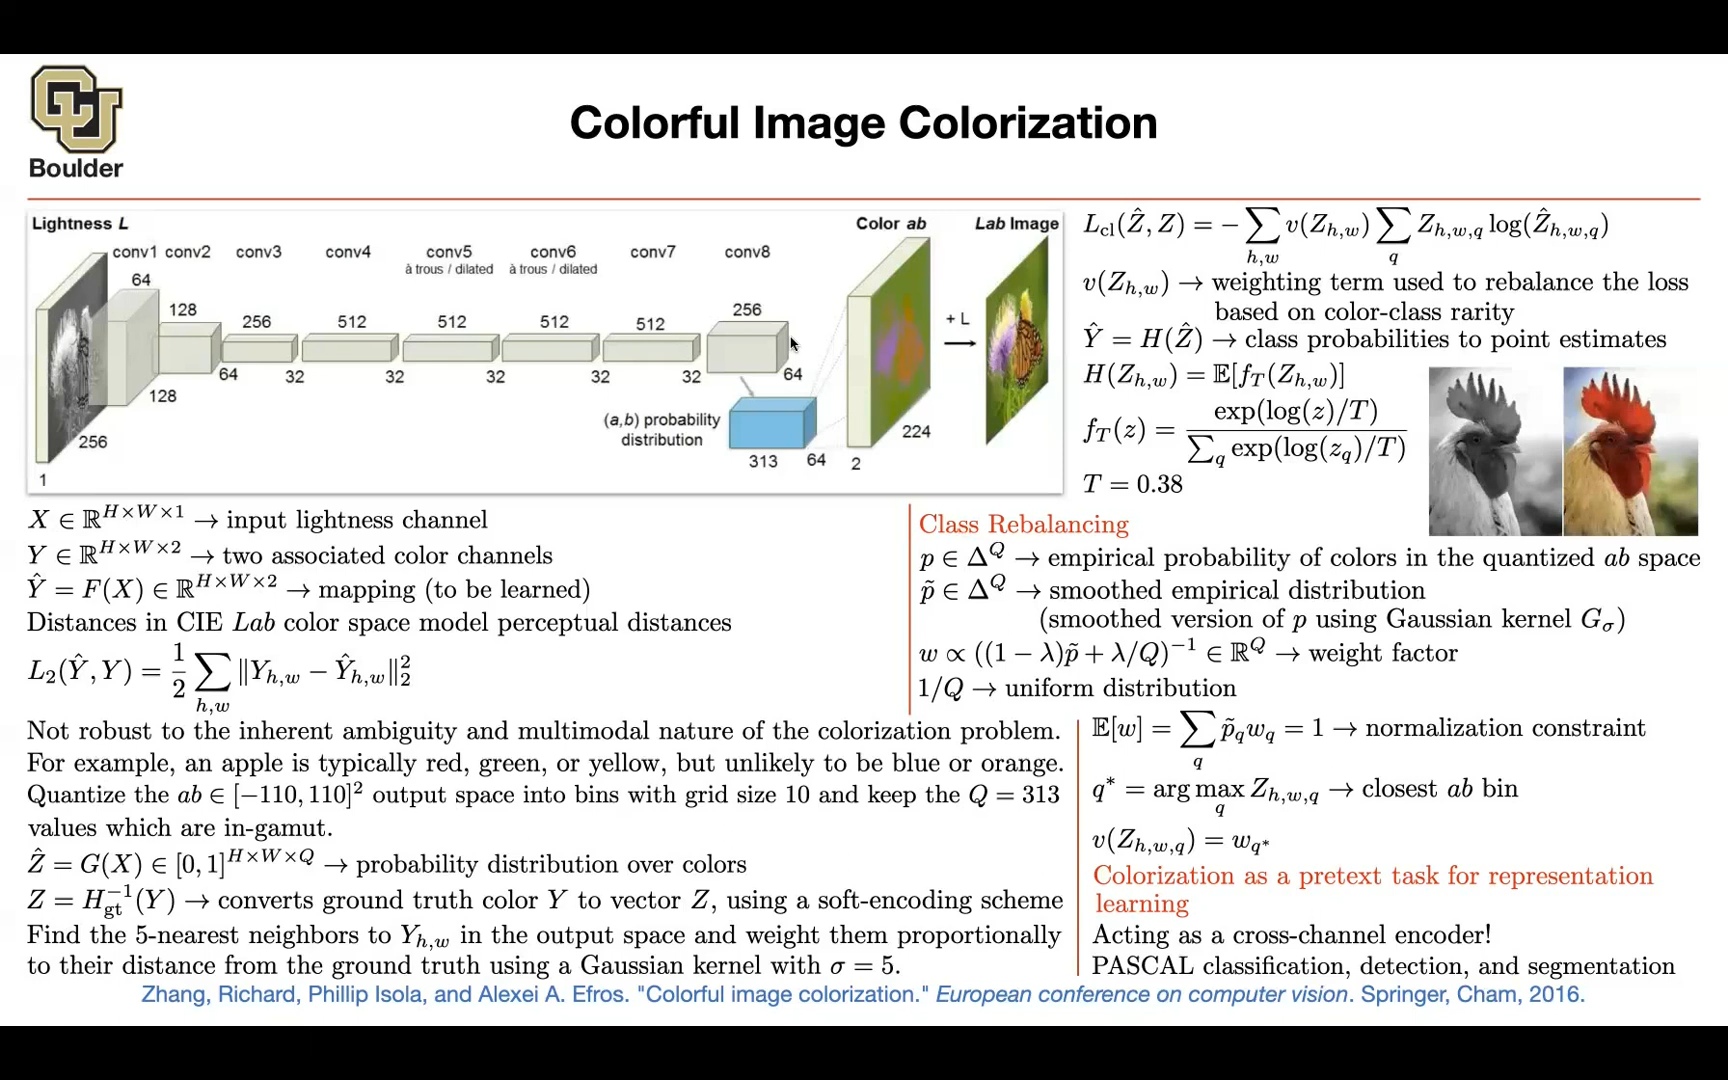 Boulder
Colorful Image Colorization
Lightness L
Color ab
Lab Image
conv1 conv2 conv3 conv4 conv5 conv6 conv7 conv8
à trous / dilated à trous / dilated
64
128
256
512
512
512
512
256
+ L
64
32
32
32
32
32
64
128
256
(a,b) probability
distribution
313
64
2
224
1
L_cl(Ẑ, Z) = − ∑_{h,w} v(Z_{h,w}) ∑_q Z_{h,w,q} log(Ẑ_{h,w,q})
v(Z_{h,w}) → weighting term used to rebalance the loss
based on color-class rarity
Ŷ = H(Ẑ) → class probabilities to point estimates
H(Z_{h,w}) = 𝔼[f_T(Z_{h,w})]
f_T(z) = exp(log(z)/T) / ∑_q exp(log(z_q)/T)
T = 0.38
X ∈ ℝ^{H×W×1} → input lightness channel
Y ∈ ℝ^{H×W×2} → two associated color channels
Ŷ = F(X) ∈ ℝ^{H×W×2} → mapping (to be learned)
Distances in CIE Lab color space model perceptual distances
L_2(Ŷ, Y) = 1/2 ∑_{h,w} ‖Y_{h,w} − Ŷ_{h,w}‖_2^2
Not robust to the inherent ambiguity and multimodal nature of the colorization problem.
For example, an apple is typically red, green, or yellow, but unlikely to be blue or orange.
Quantize the ab ∈ [−110, 110]^2 output space into bins with grid size 10 and keep the Q = 313
values which are in-gamut.
Ẑ = G(X) ∈ [0, 1]^{H×W×Q} → probability distribution over colors
Z = H_gt^{−1}(Y) → converts ground truth color Y to vector Z, using a soft-encoding scheme
Find the 5-nearest neighbors to Y_{h,w} in the output space and weight them proportionally
to their distance from the ground truth using a Gaussian kernel with σ = 5.
Class Rebalancing
p ∈ Δ^Q → empirical probability of colors in the quantized ab space
p̃ ∈ Δ^Q → smoothed empirical distribution
(smoothed version of p using Gaussian kernel G_σ)
w ∝ ((1 − λ)p̃ + λ/Q)^{−1} ∈ ℝ^Q → weight factor
1/Q → uniform distribution
𝔼[w] = ∑_q p̃_q w_q = 1 → normalization constraint
q* = arg max_q Z_{h,w,q} → closest ab bin
v(Z_{h,w,q}) = w_{q*}
Colorization as a pretext task for representation
learning
Acting as a cross-channel encoder!
PASCAL classification, detection, and segmentation
Zhang, Richard, Phillip Isola, and Alexei A. Efros. "Colorful image colorization." European conference on computer vision. Springer, Cham, 2016.